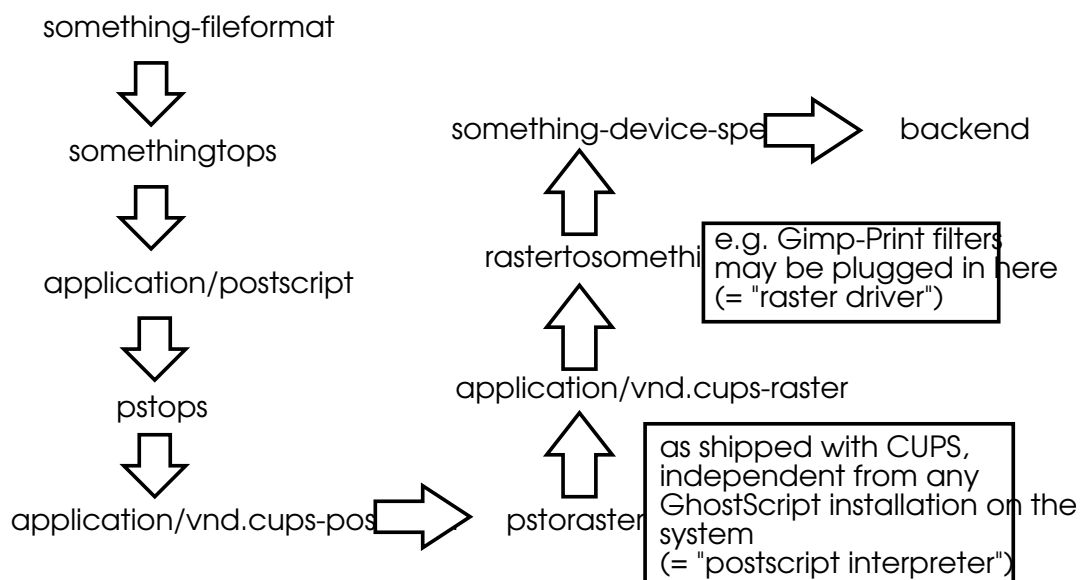 something-fileformat
somethingtops
application/postscript
pstops
application/vnd.cups-pos
pstoraster
as shipped with CUPS,
independent from any
GhostScript installation on the
system
(= "postscript interpreter")
application/vnd.cups-raster
rastertosomethi
e.g. Gimp-Print filters
may be plugged in here
(= "raster driver")
something-device-spe
backend